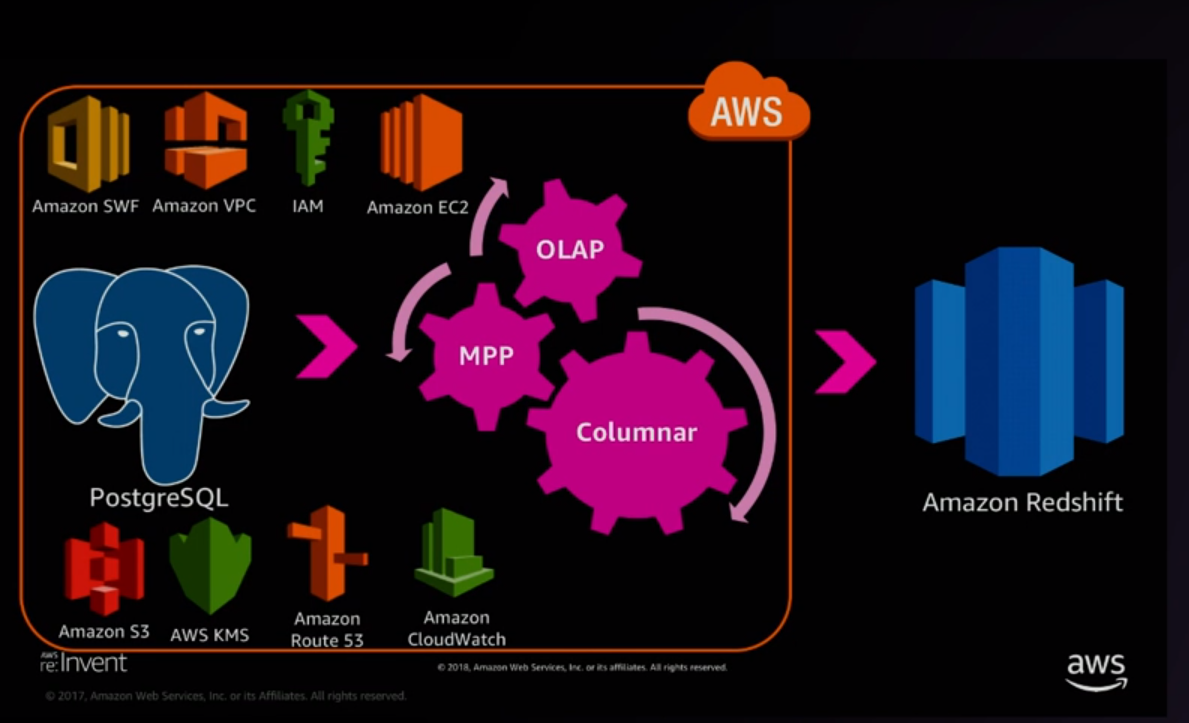 AWS
Amazon SWF
Amazon VPC
IAM
Amazon EC2
OLAP
MPP
Columnar
PostgreSQL
Amazon Redshift
Amazon S3
AWS KMS
Amazon
Route 53
Amazon
CloudWatch
AWS
re:Invent
© 2018, Amazon Web Services, Inc. or its affiliates. All rights reserved.
aws
© 2017, Amazon Web Services, Inc. or its Affiliates. All rights reserved.